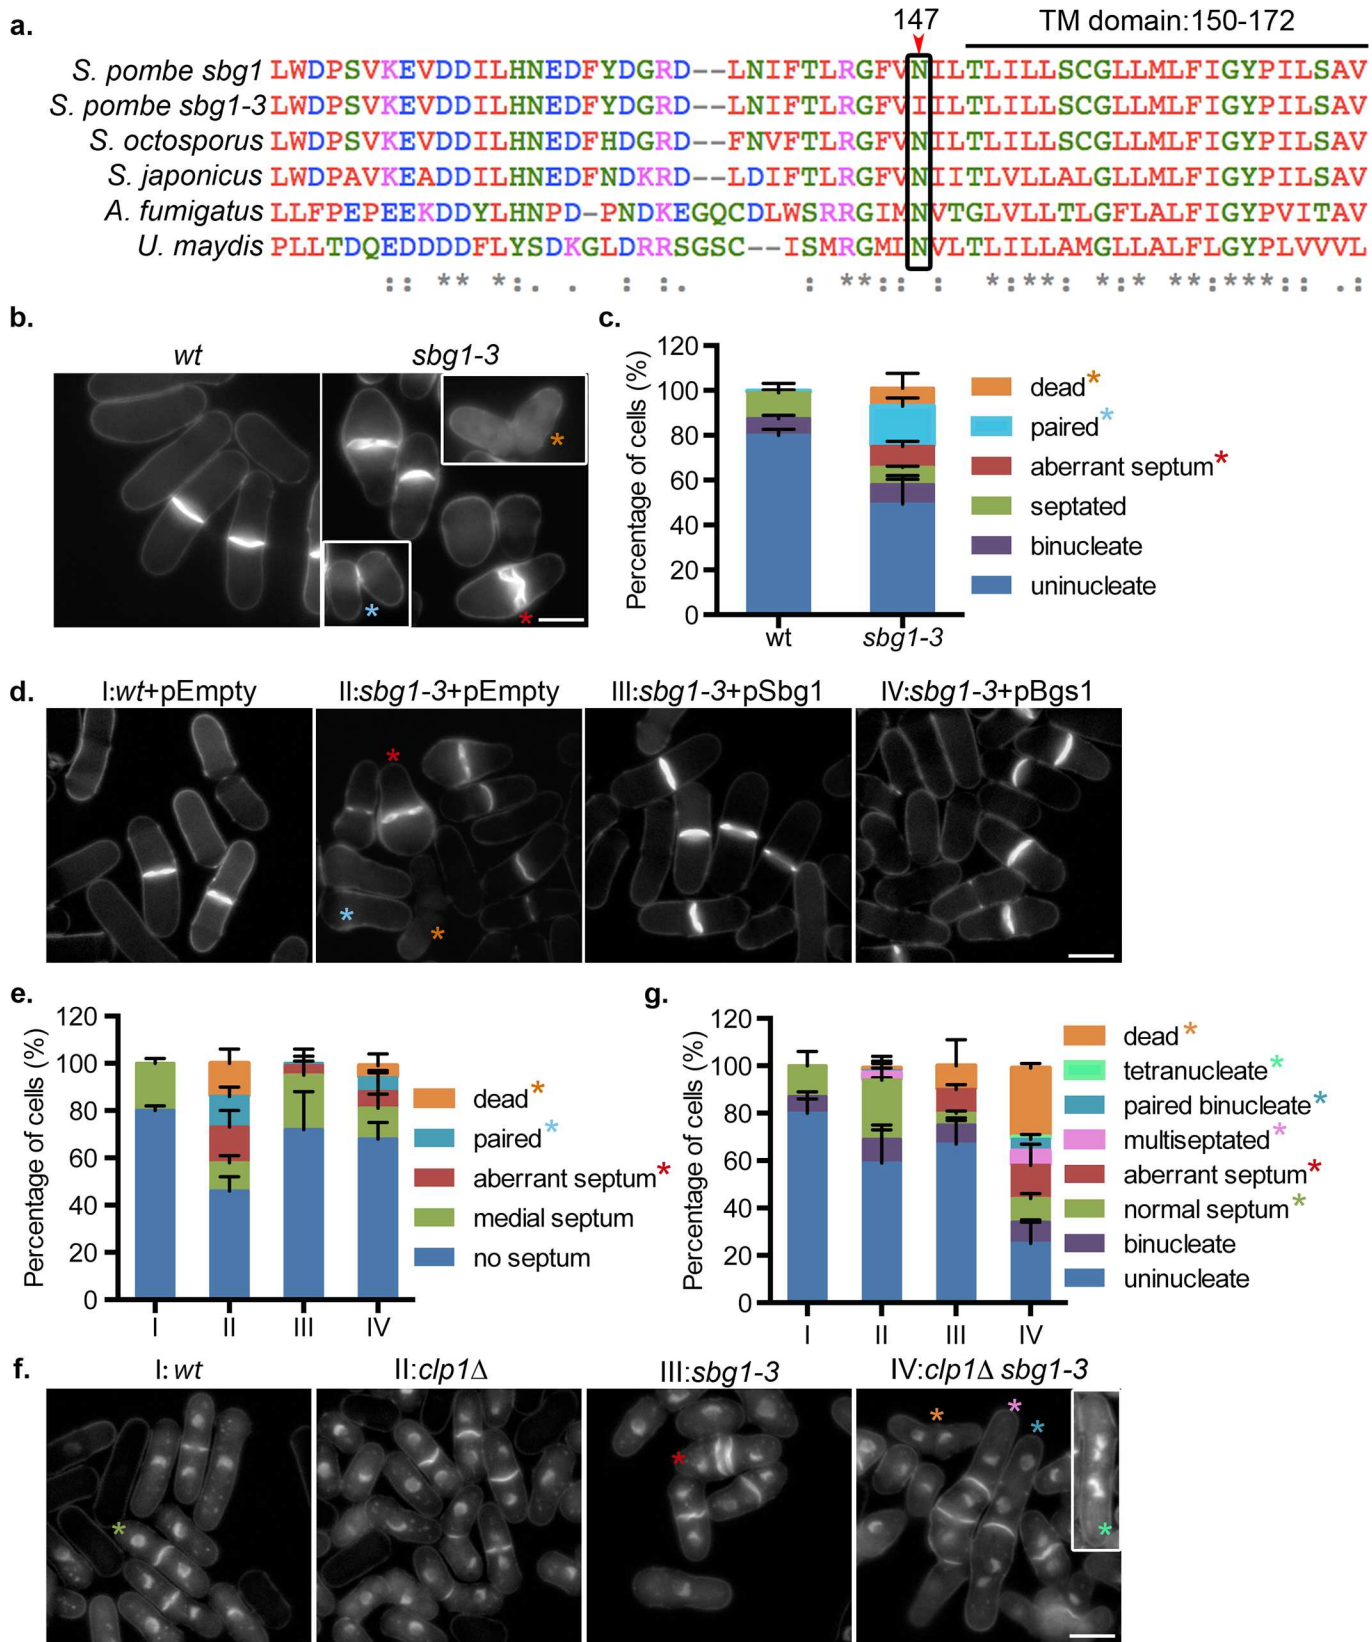 a.
147
TM domain:150-172
S. pombe sbg1 LWDPSVKEVDDILHNEDFYDGRD--LNIFTLRGFVNILTLILLSCGLLMLFIGYPILSAV
S. pombe sbg1-3 LWDPSVKEVDDILHNEDFYDGRD--LNIFTLRGFVIILTLILLSCGLLMLFIGYPILSAV
S. octosporus LWDPSVKEVDDILHNEDFHDGRD--FNVFTLRGFVNILTLILLSCGLLMLFIGYPILSAV
S. japonicus LWDPAVKEADDILHNEDFNDKRD--LDIFTLRGFVNIITLVLLALGLLMLFIGYPILSAV
A. fumigatus LLFPEPEEKDDYLHNPD-PNDKEGQCDLWSRRGIMNVTGLVLLTLGFLALFIGYPVITAV
U. maydis PLLTDQEDDDDFLYSDKGLDRRSGSC--ISMRGMLNVLTLILLAMGLLALFLGYPLVVVL
:: ** *:. . : :. : **:: : *:**: *:* **:***:: .:
b.
wt
sbg1-3
*
*
*
c.
Percentage of cells (%)
120
100
80
60
40
20
0
wt
sbg1-3
dead*
paired*
aberrant septum*
septated
binucleate
uninucleate
d.
I:wt+pEmpty
II:sbg1-3+pEmpty
III:sbg1-3+pSbg1
IV:sbg1-3+pBgs1
*
*
*
e.
Percentage of cells (%)
120
100
80
60
40
20
0
I
II
III
IV
dead*
paired*
aberrant septum*
medial septum
no septum
g.
Percentage of cells (%)
120
100
80
60
40
20
0
I
II
III
IV
dead*
tetranucleate*
paired binucleate*
multiseptated*
aberrant septum*
normal septum*
binucleate
uninucleate
f.
I: wt
II:clp1Δ
III:sbg1-3
IV:clp1Δ sbg1-3
*
*
*
*
*
*